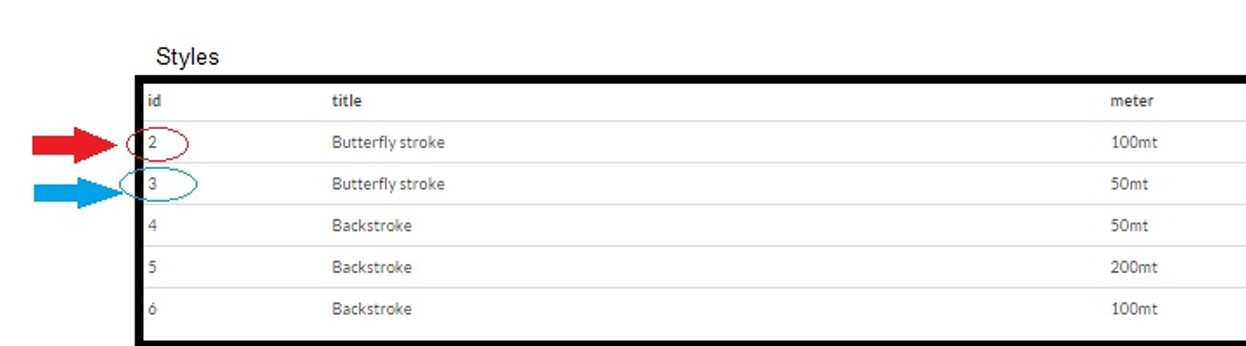 Styles
id title meter
2 Butterfly stroke 100mt
3 Butterfly stroke 50mt
4 Backstroke 50mt
5 Backstroke 200mt
6 Backstroke 100mt